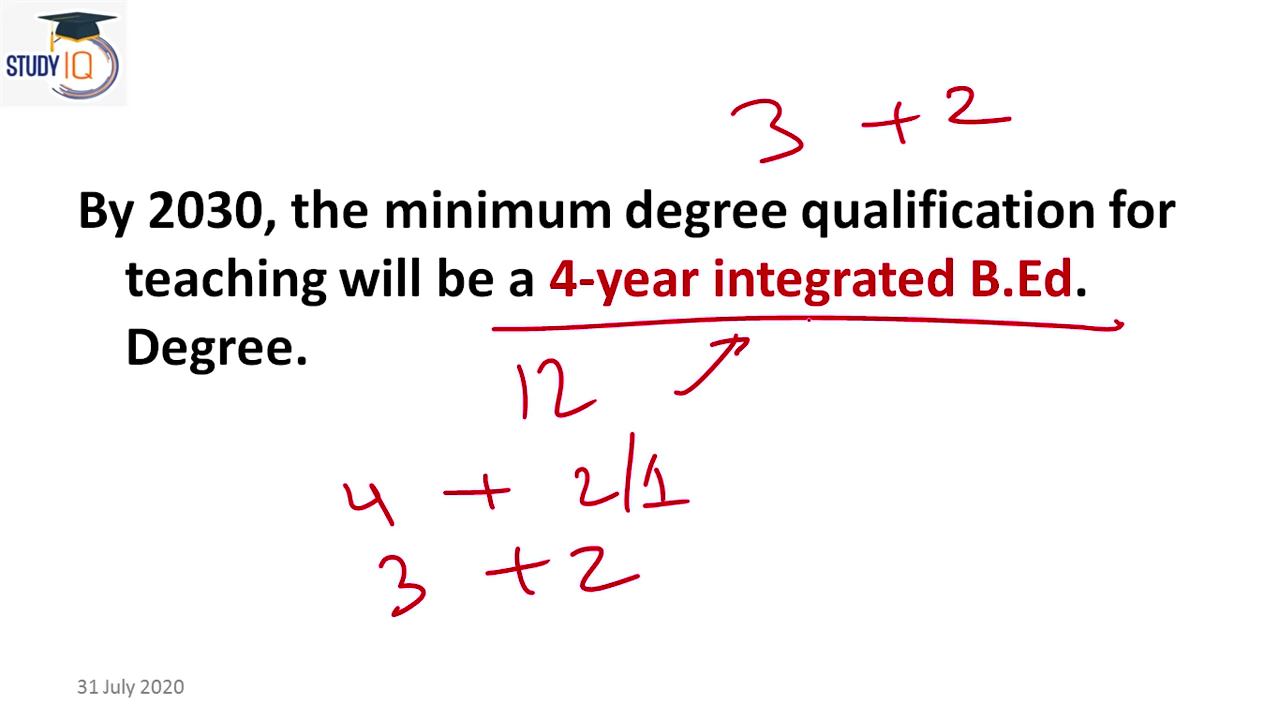 STUDY IQ
3 + 2
By 2030, the minimum degree qualification for
teaching will be a 4-year integrated B.Ed.
Degree.
12
4 + 2/1
3 + 2
31 July 2020